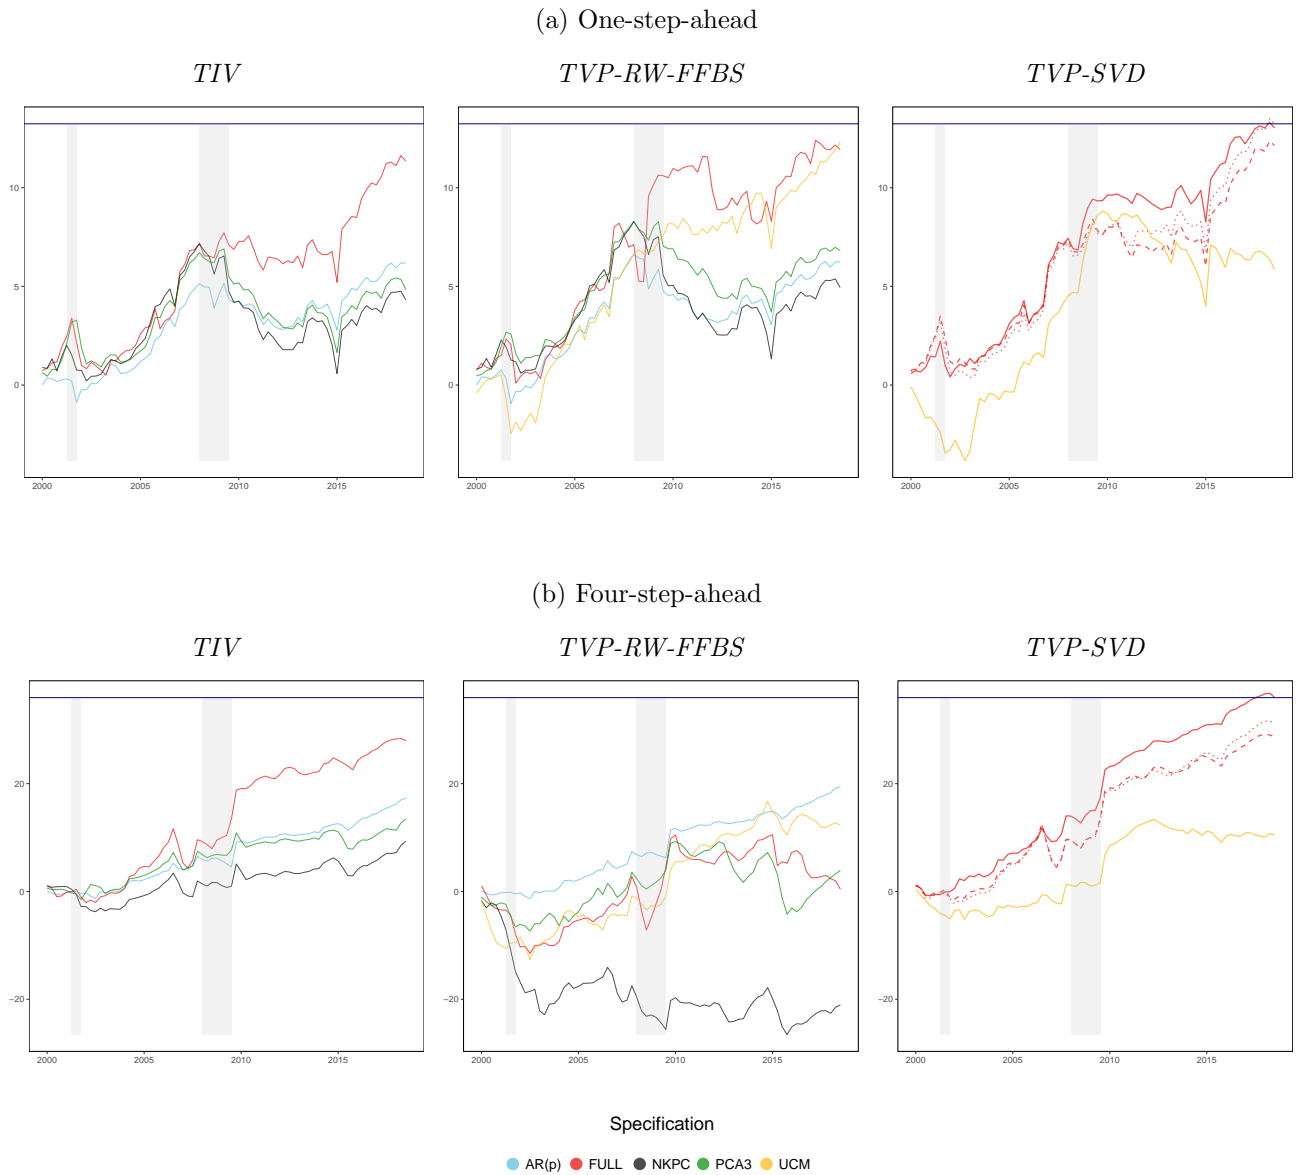 (a) One-step-ahead
TIV TVP-RW-FFBS TVP-SVD
10
5
0
2000 2005 2010 2015
10
5
0
2000 2005 2010 2015
10
5
0
2000 2005 2010 2015
(b) Four-step-ahead
TIV TVP-RW-FFBS TVP-SVD
20
0
−20
2000 2005 2010 2015
20
0
−20
2000 2005 2010 2015
20
0
−20
2000 2005 2010 2015
Specification
AR(p) FULL NKPC PCA3 UCM